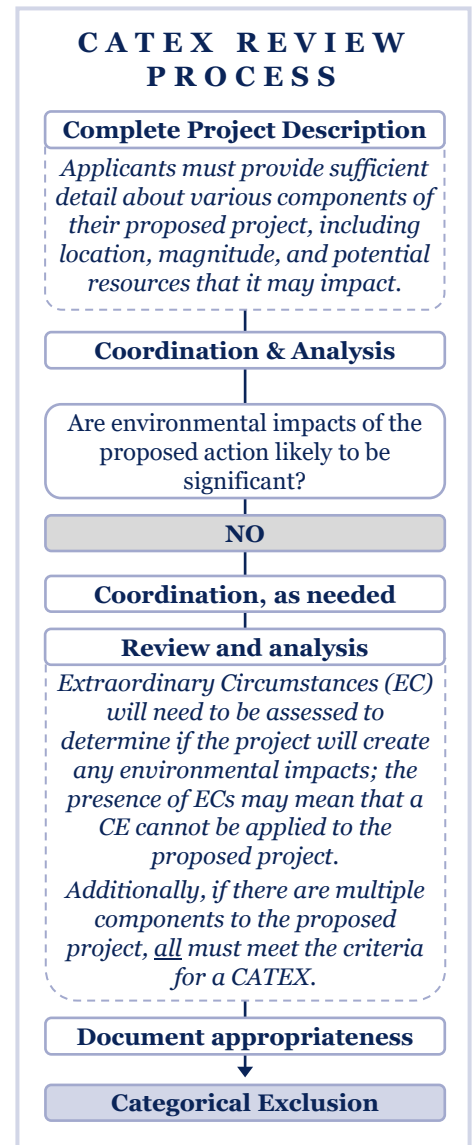 CATEX REVIEW
PROCESS
Complete Project Description
Applicants must provide sufficient
detail about various components of
their proposed project, including
location, magnitude, and potential
resources that it may impact.
Coordination & Analysis
Are environmental impacts of the
proposed action likely to be
significant?
NO
Coordination, as needed
Review and analysis
Extraordinary Circumstances (EC)
will need to be assessed to
determine if the project will create
any environmental impacts; the
presence of ECs may mean that a
CE cannot be applied to the
proposed project.
Additionally, if there are multiple
components to the proposed
project, all must meet the criteria
for a CATEX.
Document appropriateness
Categorical Exclusion